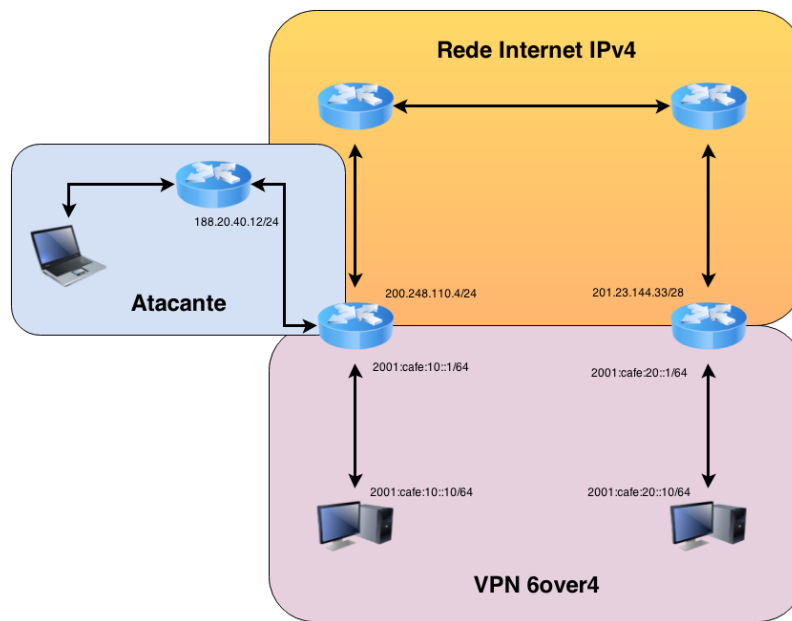 Rede Internet IPv4
188.20.40.12/24
Atacante
200.248.110.4/24
201.23.144.33/28
2001:cafe:10::1/64
2001:cafe:20::1/64
2001:cafe:10::10/64
2001:cafe:20::10/64
VPN 6over4